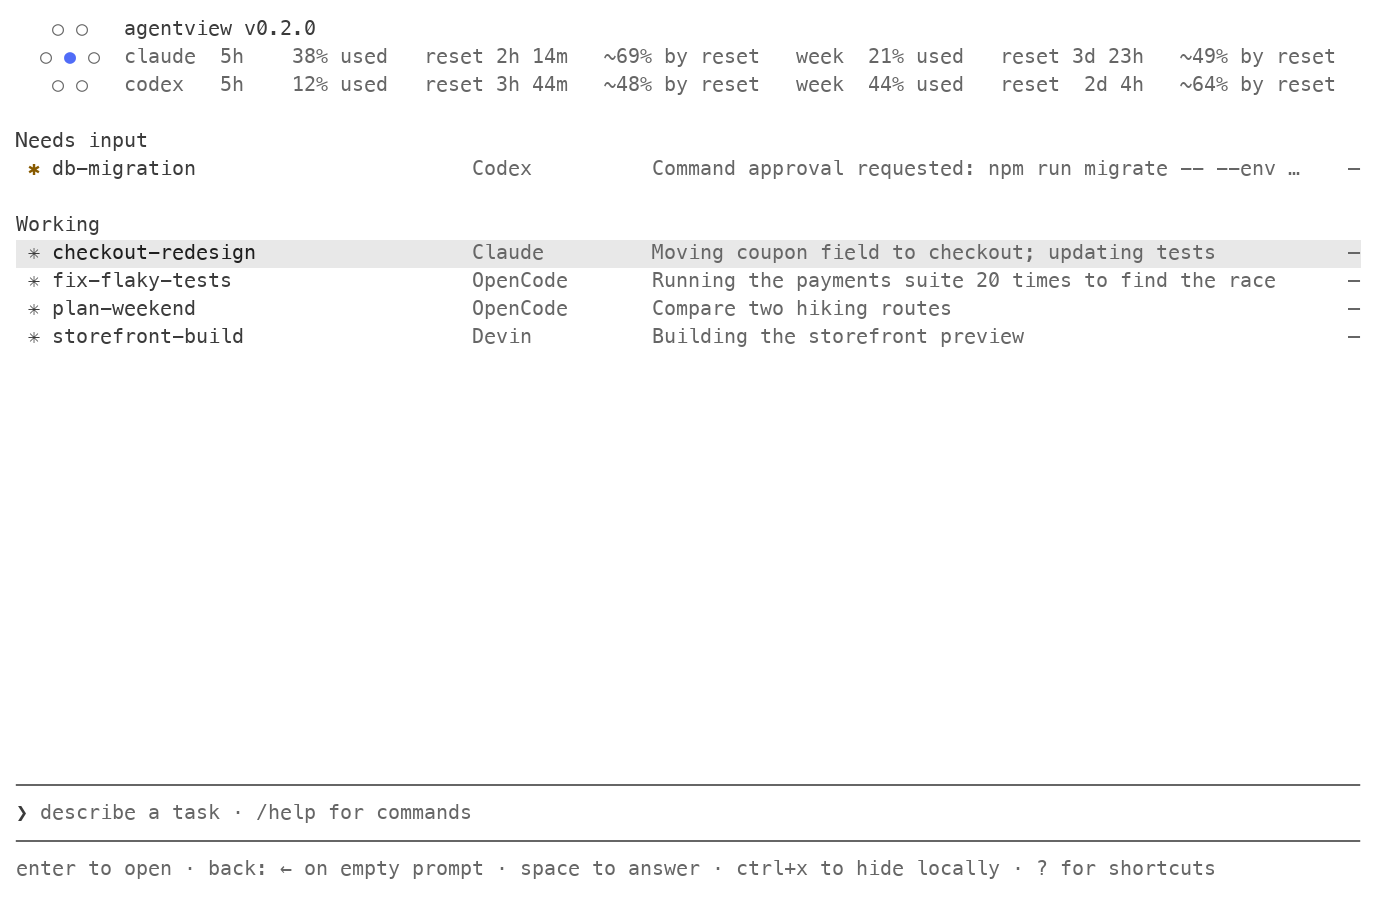 agentview v0.2.0
claude 5h 38% used reset 2h 14m ~69% by reset week 21% used reset 3d 23h ~49% by reset
codex 5h 12% used reset 3h 44m ~48% by reset week 44% used reset 2d 4h ~64% by reset
Needs input
✱ db-migration Codex Command approval requested: npm run migrate -- --env … –
Working
✳ checkout-redesign Claude Moving coupon field to checkout; updating tests –
✳ fix-flaky-tests OpenCode Running the payments suite 20 times to find the race –
✳ plan-weekend OpenCode Compare two hiking routes –
✳ storefront-build Devin Building the storefront preview –
❯ describe a task · /help for commands
enter to open · back: ← on empty prompt · space to answer · ctrl+x to hide locally · ? for shortcuts